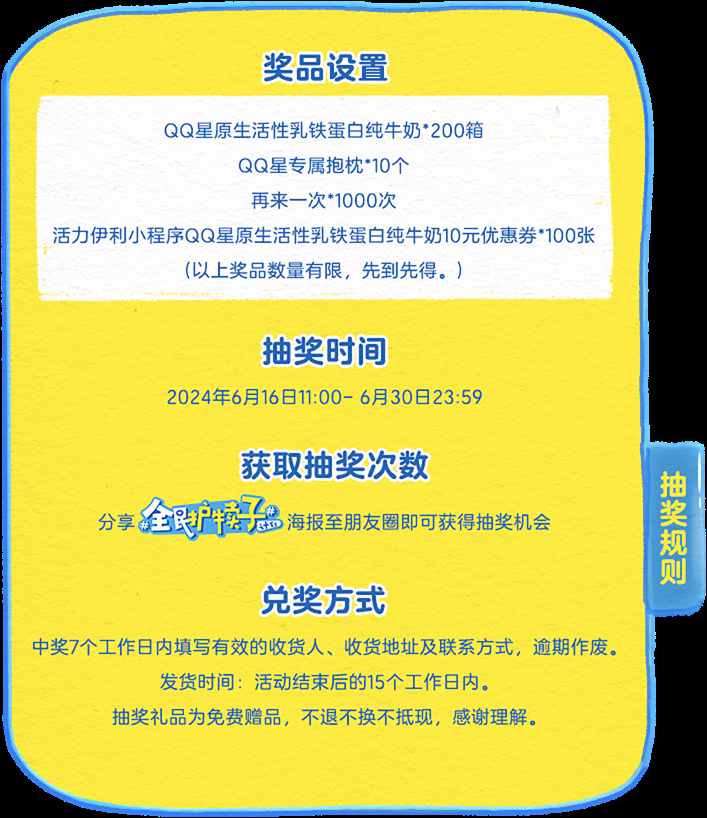 奖品设置
QQ星原生活性乳铁蛋白纯牛奶*200箱
QQ星专属抱枕*10个
再来一次*1000次
活力伊利小程序QQ星原生活性乳铁蛋白纯牛奶10元优惠券*100张
(以上奖品数量有限，先到先得。)
抽奖时间
2024年6月16日11:00- 6月30日23:59
获取抽奖次数
分享#全民护犊子#海报至朋友圈即可获得抽奖机会
兑奖方式
中奖7个工作日内填写有效的收货人、收货地址及联系方式，逾期作废。
发货时间：活动结束后的15个工作日内。
抽奖礼品为免费赠品，不退不换不抵现，感谢理解。
抽奖规则